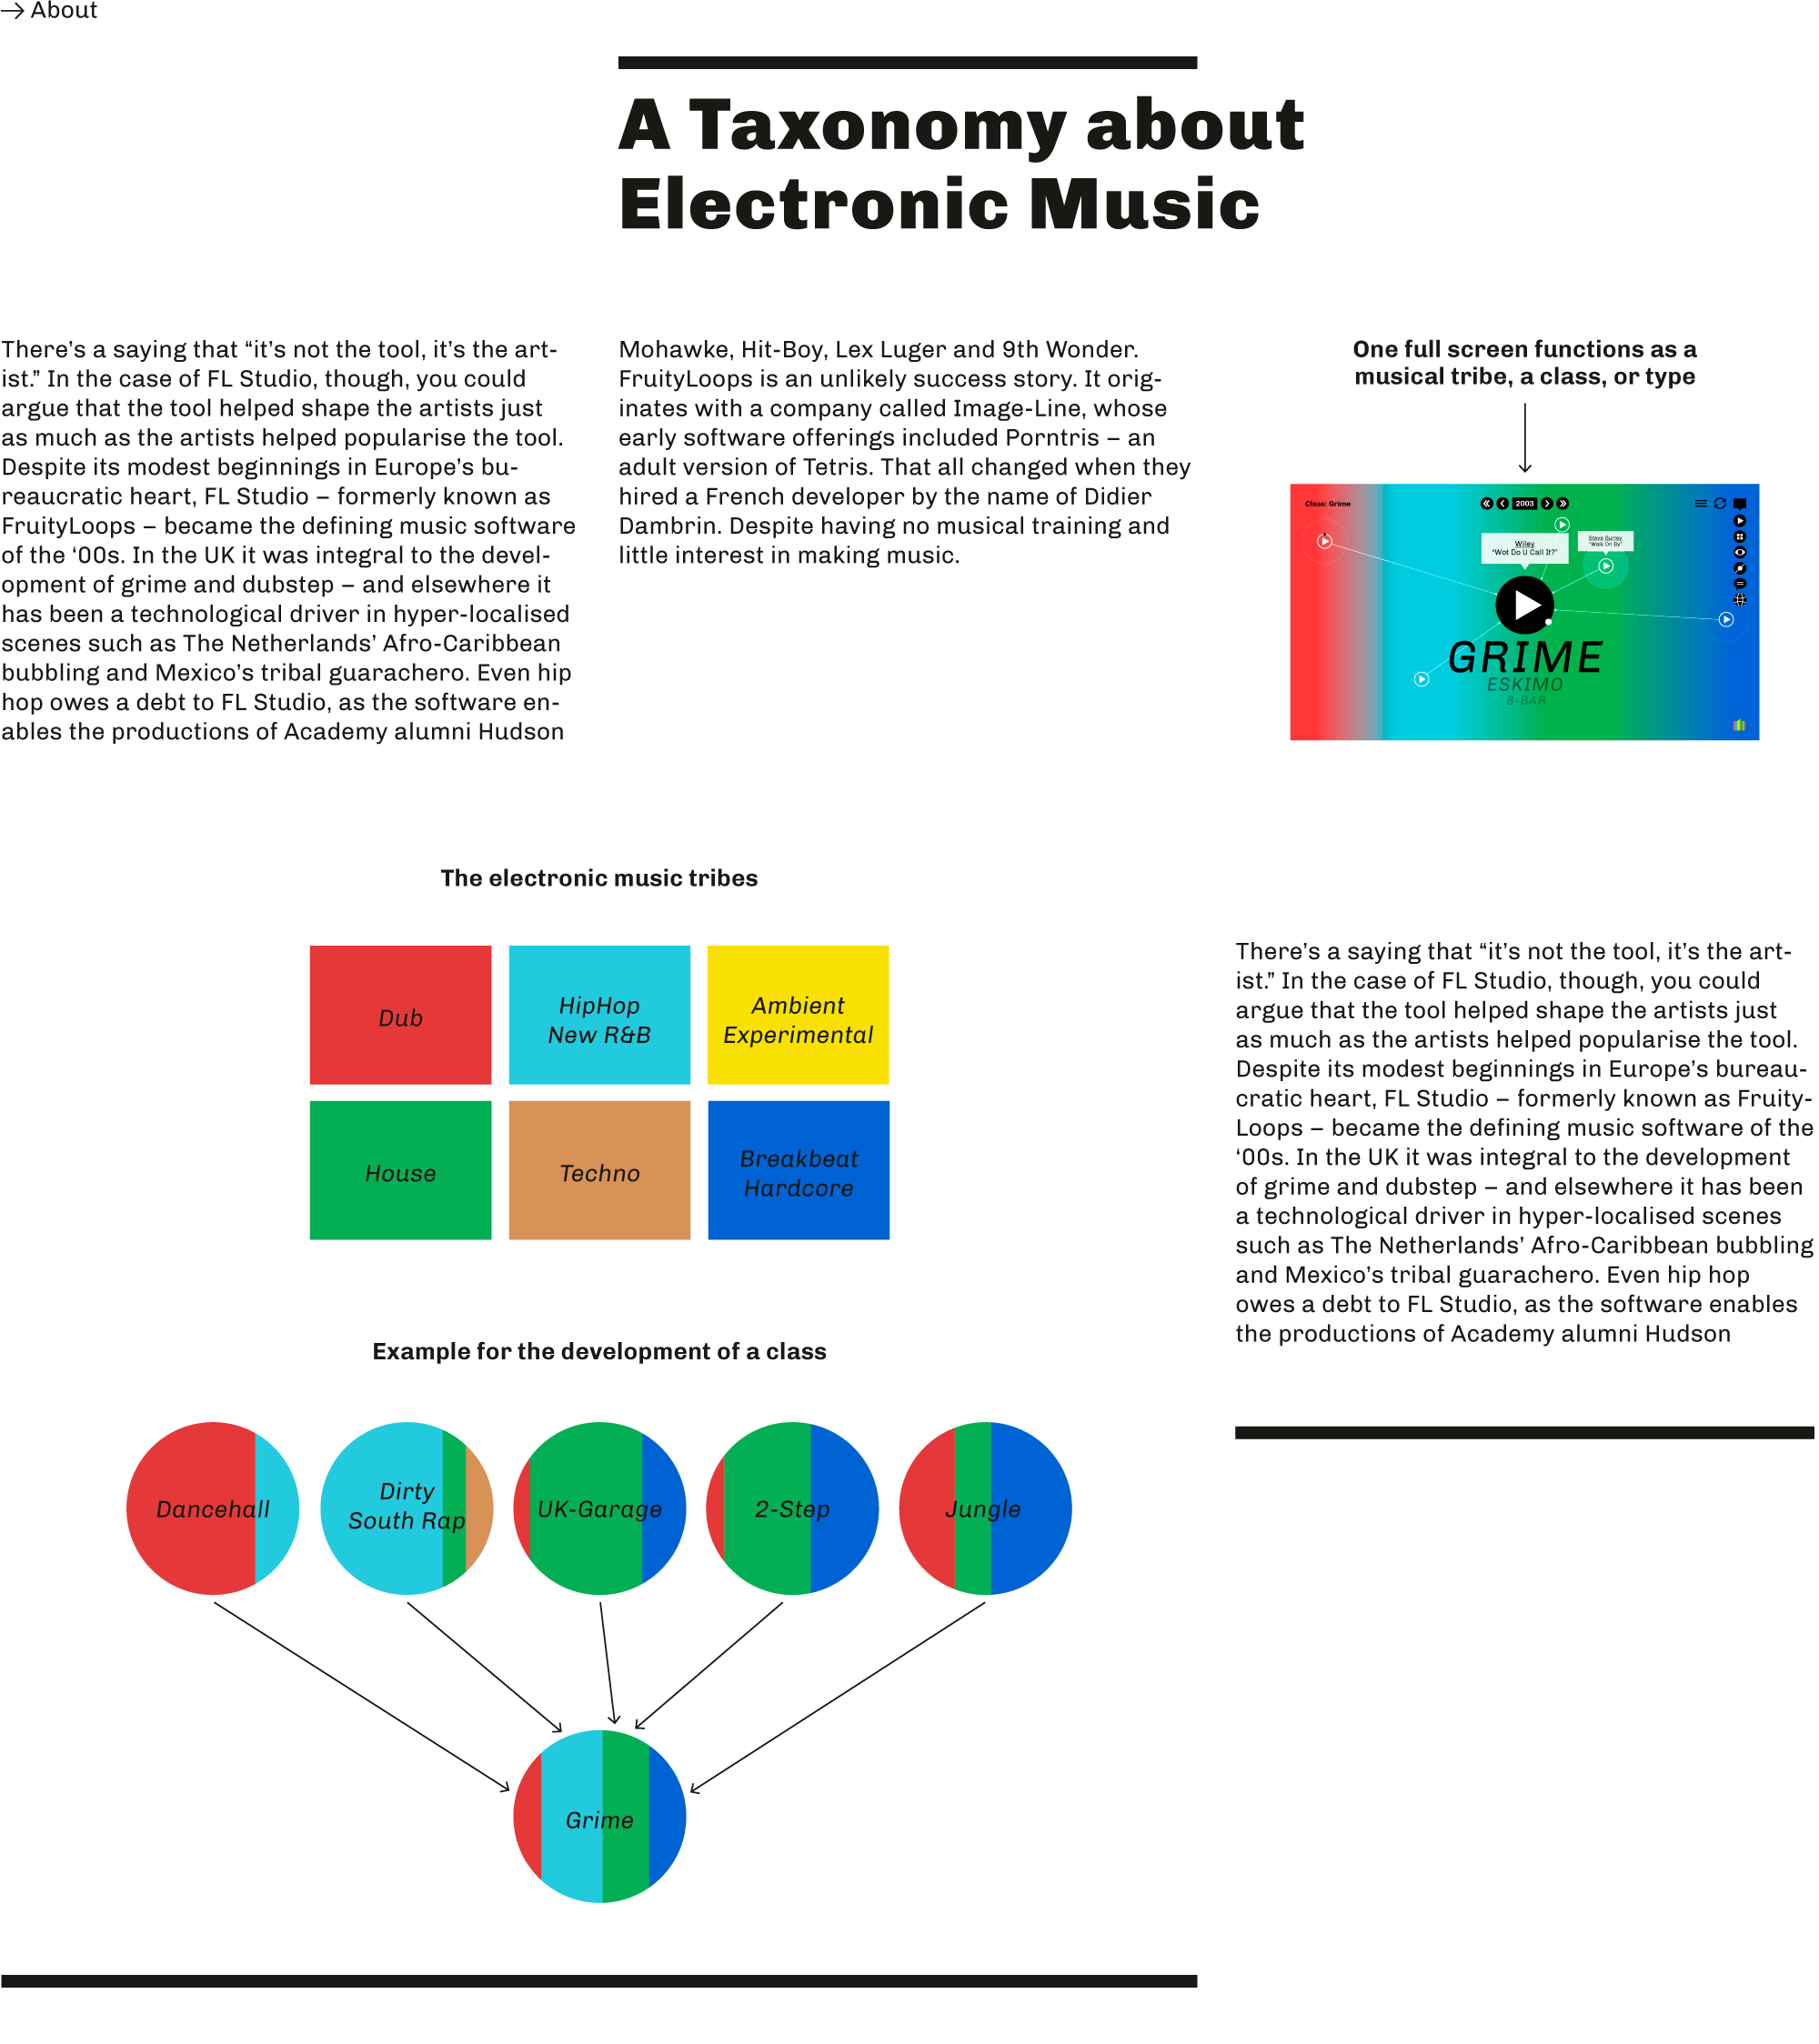 → About
A Taxonomy about
Electronic Music
There’s a saying that “it’s not the tool, it’s the art-
ist.” In the case of FL Studio, though, you could
argue that the tool helped shape the artists just
as much as the artists helped popularise the tool.
Despite its modest beginnings in Europe’s bu-
reaucratic heart, FL Studio – formerly known as
FruityLoops – became the defining music software
of the ‘00s. In the UK it was integral to the devel-
opment of grime and dubstep – and elsewhere it
has been a technological driver in hyper-localised
scenes such as The Netherlands’ Afro-Caribbean
bubbling and Mexico’s tribal guarachero. Even hip
hop owes a debt to FL Studio, as the software en-
ables the productions of Academy alumni Hudson
Mohawke, Hit-Boy, Lex Luger and 9th Wonder.
FruityLoops is an unlikely success story. It orig-
inates with a company called Image-Line, whose
early software offerings included Porntris – an
adult version of Tetris. That all changed when they
hired a French developer by the name of Didier
Dambrin. Despite having no musical training and
little interest in making music.
One full screen functions as a
musical tribe, a class, or type
Class: Grime
2003
Wiley
“Wot Do U Call It?”
Steve Gurley
“Walk On By”
GRIME
ESKIMO
8-BAR
The electronic music tribes
Dub
HipHop
New R&B
Ambient
Experimental
House
Techno
Breakbeat
Hardcore
There’s a saying that “it’s not the tool, it’s the art-
ist.” In the case of FL Studio, though, you could
argue that the tool helped shape the artists just
as much as the artists helped popularise the tool.
Despite its modest beginnings in Europe’s bureau-
cratic heart, FL Studio – formerly known as Fruity-
Loops – became the defining music software of the
‘00s. In the UK it was integral to the development
of grime and dubstep – and elsewhere it has been
a technological driver in hyper-localised scenes
such as The Netherlands’ Afro-Caribbean bubbling
and Mexico’s tribal guarachero. Even hip hop
owes a debt to FL Studio, as the software enables
the productions of Academy alumni Hudson
Example for the development of a class
Dancehall
Dirty
South Rap
UK-Garage
2-Step
Jungle
Grime